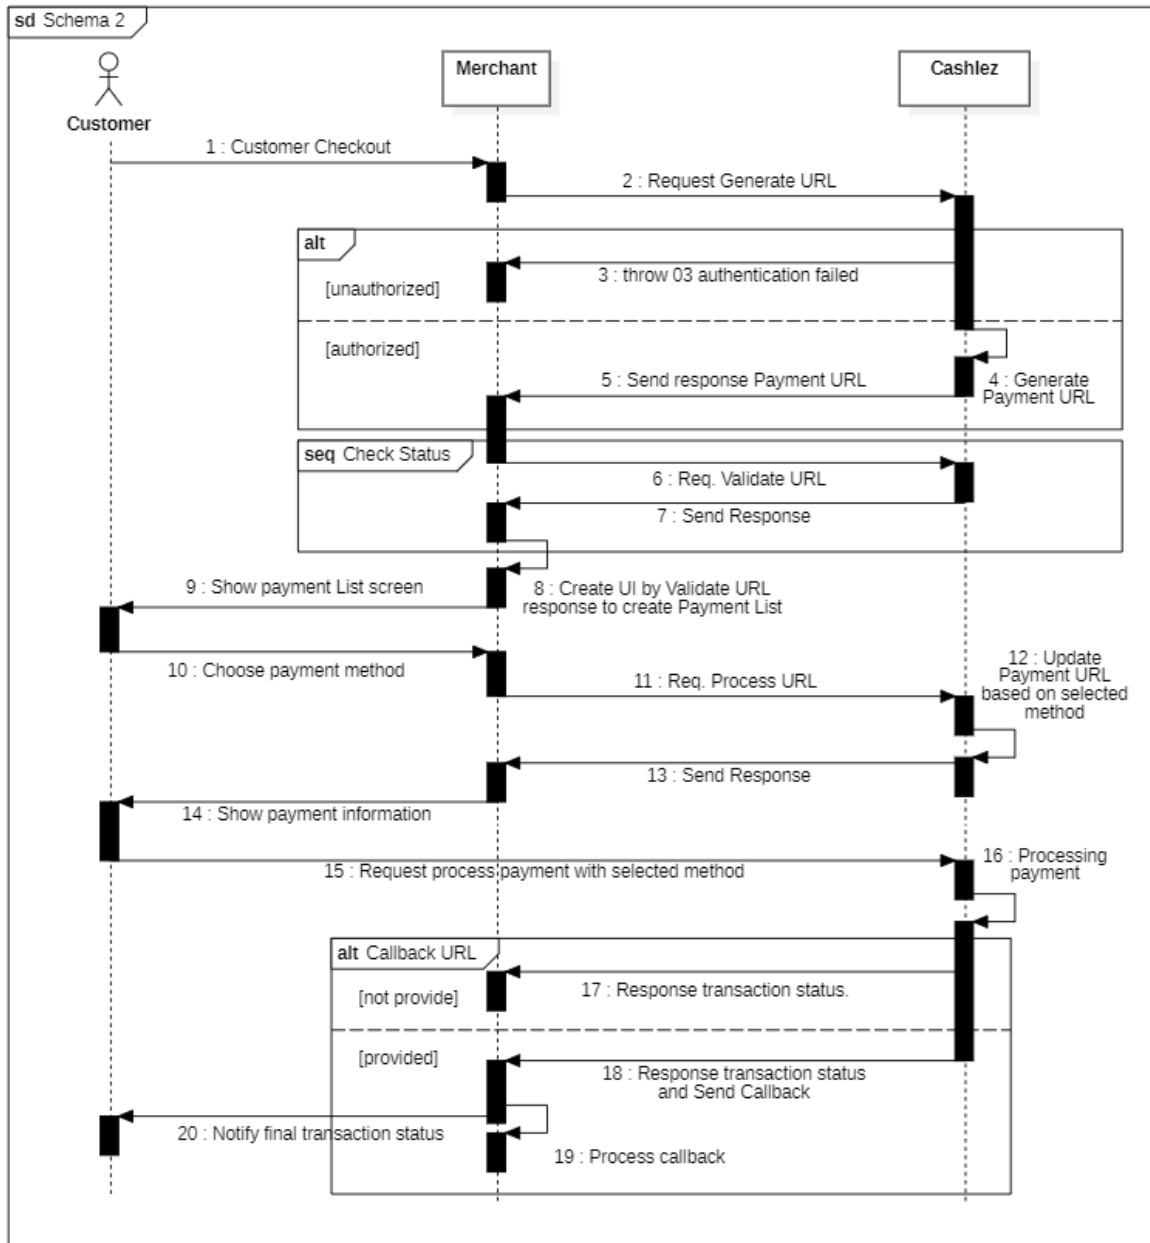 sd Schema 2
Customer
Merchant
Cashlez
1 : Customer Checkout
2 : Request Generate URL
alt
3 : throw 03 authentication failed
[unauthorized]
[authorized]
4 : Generate
Payment URL
5 : Send response Payment URL
seq Check Status
6 : Req. Validate URL
7 : Send Response
8 : Create UI by Validate URL
response to create Payment List
9 : Show payment List screen
10 : Choose payment method
11 : Req. Process URL
12 : Update
Payment URL
based on selected
method
13 : Send Response
14 : Show payment information
15 : Request process payment with selected method
16 : Processing
payment
alt Callback URL
17 : Response transaction status.
[not provide]
[provided]
18 : Response transaction status
and Send Callback
19 : Process callback
20 : Notify final transaction status